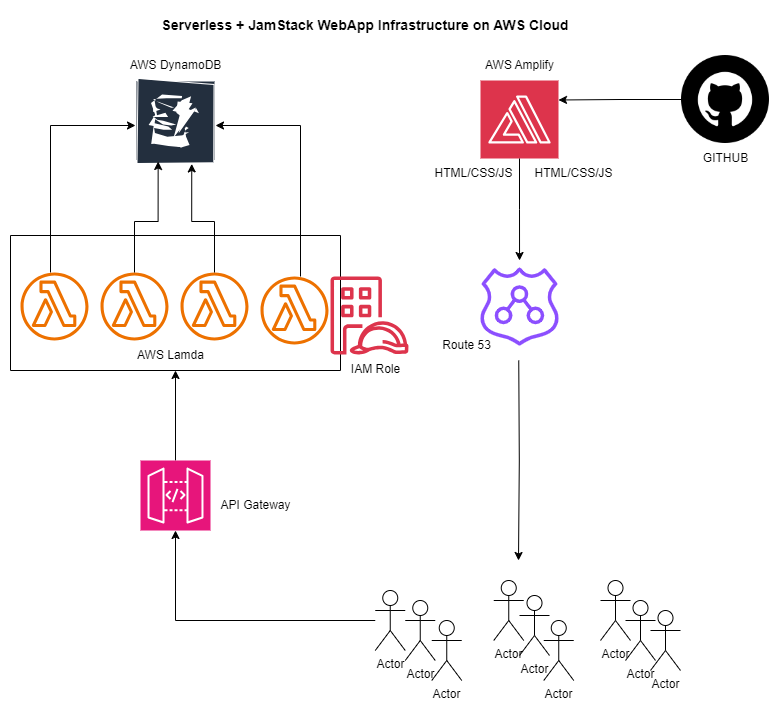 Serverless + JamStack WebApp Infrastructure on AWS Cloud
AWS DynamoDB
AWS Amplify
GITHUB
HTML/CSS/JS
HTML/CSS/JS
AWS Lamda
IAM Role
Route 53
API Gateway
Actor
Actor
Actor
Actor
Actor
Actor
Actor
Actor
Actor